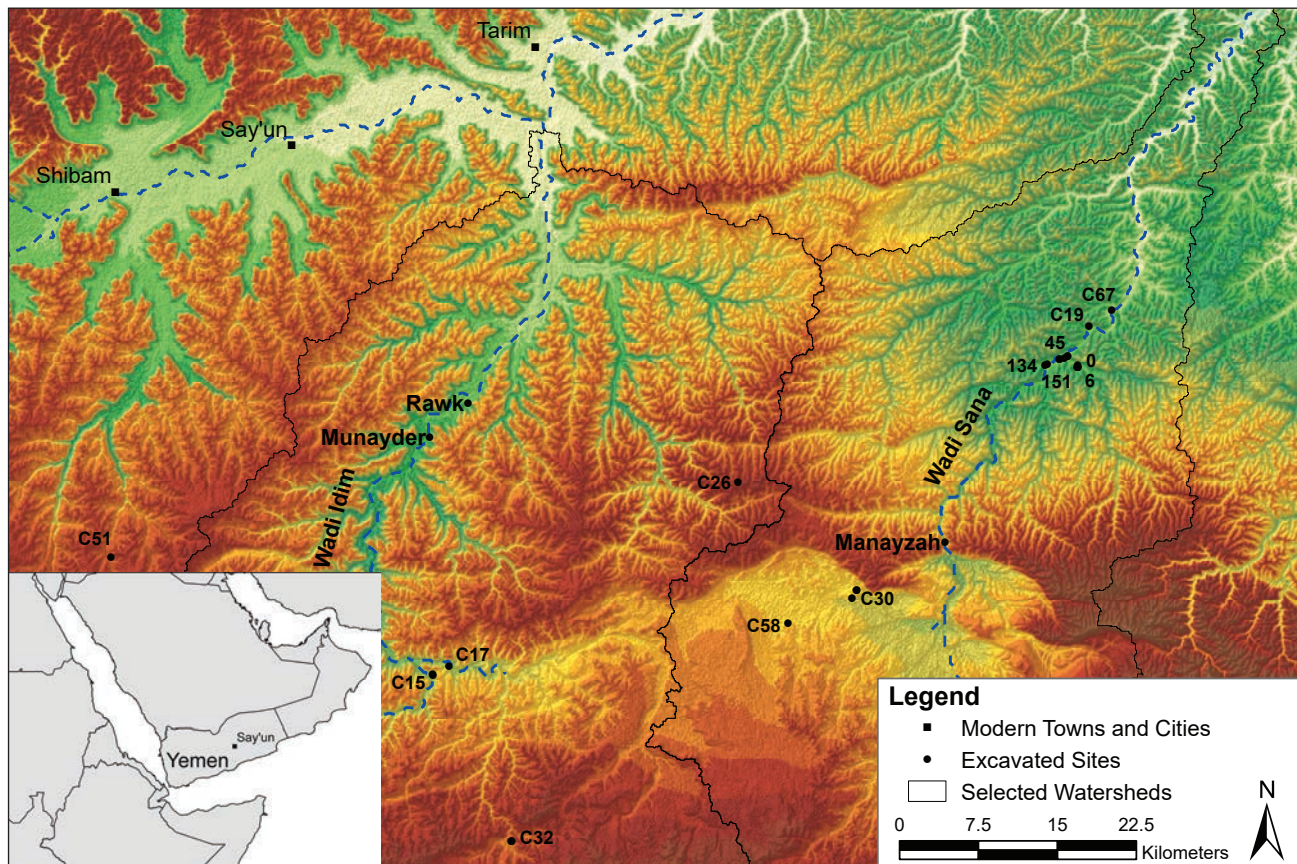 Tarim
Say'un
Shibam
C67
C19
45
0
134
151
6
Rawk
Wadi Sana
Munayder
C26
Wadi Idim
C51
Manayzah
C30
C58
C17
C15
C32
Say'un
Yemen
Legend
Modern Towns and Cities
Excavated Sites
Selected Watersheds
N
0 7.5 15 22.5
Kilometers